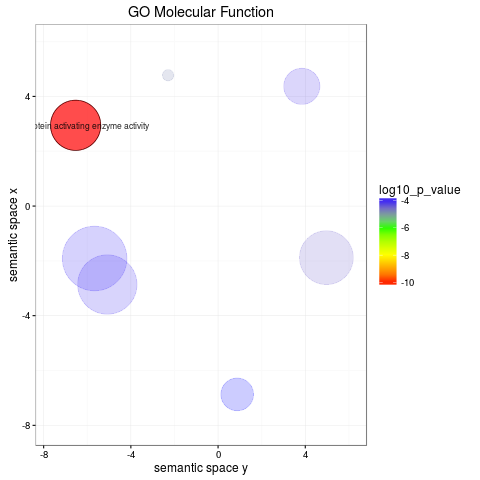 GO Molecular Function
otein activating enzyme activity
semantic space x
4
0
-4
-8
-8 -4 0 4
semantic space y
log10_p_value
-4
-6
-8
-10